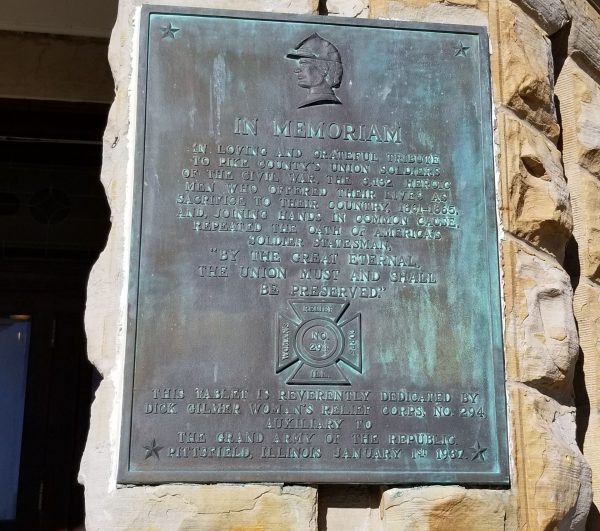 IN MEMORIAM
IN LOVING AND GRATEFUL TRIBUTE
TO PIKE COUNTY'S UNION SOLDIERS
OF THE CIVIL WAR, THE HEROIC
MEN WHO OFFERED THEIR LIVES AS
SACRIFICE TO THEIR COUNTRY, 1861-1865,
AND, JOINING HANDS IN COMMON CAUSE,
REPEATED THE OATH OF AMERICA'S
SOLDIER STATESMAN,
"BY THE GREAT ETERNAL,
THE UNION MUST AND SHALL
BE PRESERVED."
RELIEF
WOMAN'S
NO.
294
CORPS
ILL.
THIS TABLET IS REVERENTLY DEDICATED BY
DICK GILMER WOMAN'S RELIEF CORPS, NO. 294
AUXILIARY TO
THE GRAND ARMY OF THE REPUBLIC.
PITTSFIELD, ILLINOIS JANUARY 1ST 1937.